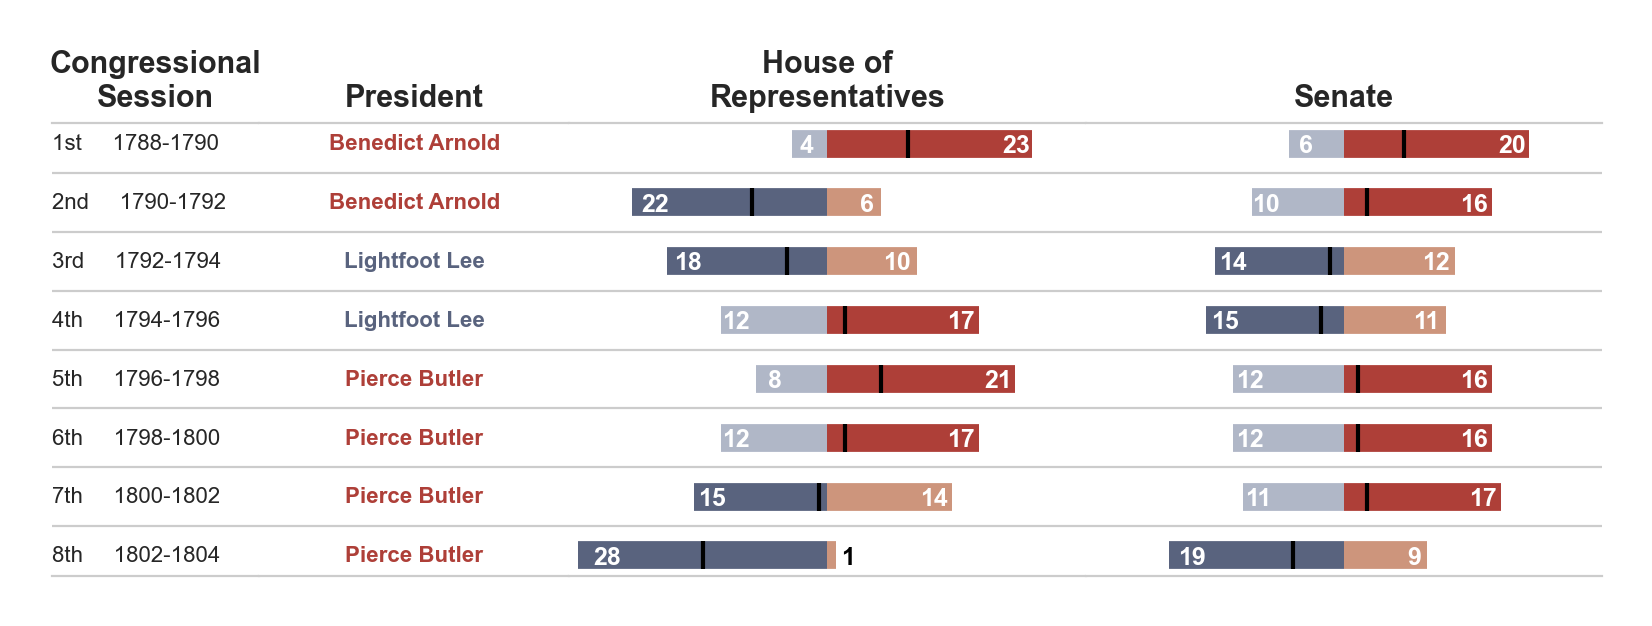 Congressional
Session
President
House of
Representatives
Senate
1st 1788-1790 Benedict Arnold 4 23 6 20
2nd 1790-1792 Benedict Arnold 22 6 10 16
3rd 1792-1794 Lightfoot Lee 18 10 14 12
4th 1794-1796 Lightfoot Lee 12 17 15 11
5th 1796-1798 Pierce Butler 8 21 12 16
6th 1798-1800 Pierce Butler 12 17 12 16
7th 1800-1802 Pierce Butler 15 14 11 17
8th 1802-1804 Pierce Butler 28 1 19 9